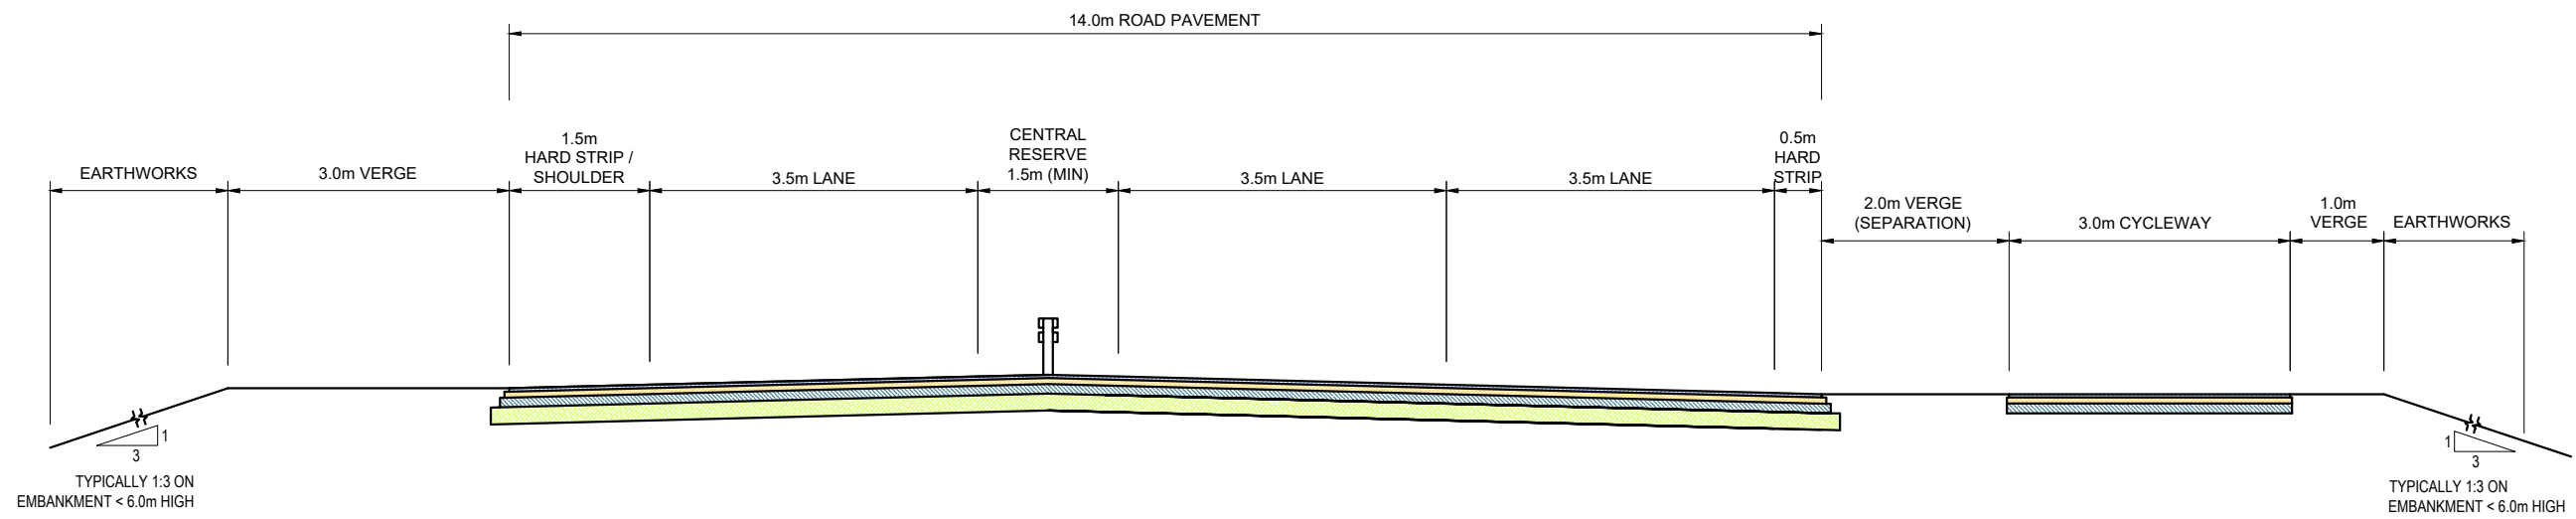 14.0m ROAD PAVEMENT
EARTHWORKS
3.0m VERGE
1.5m
HARD STRIP /
SHOULDER
3.5m LANE
CENTRAL
RESERVE
1.5m (MIN)
3.5m LANE
3.5m LANE
0.5m
HARD
STRIP
2.0m VERGE
(SEPARATION)
3.0m CYCLEWAY
1.0m
VERGE
EARTHWORKS
1
3
TYPICALLY 1:3 ON
EMBANKMENT < 6.0m HIGH
1
3
TYPICALLY 1:3 ON
EMBANKMENT < 6.0m HIGH